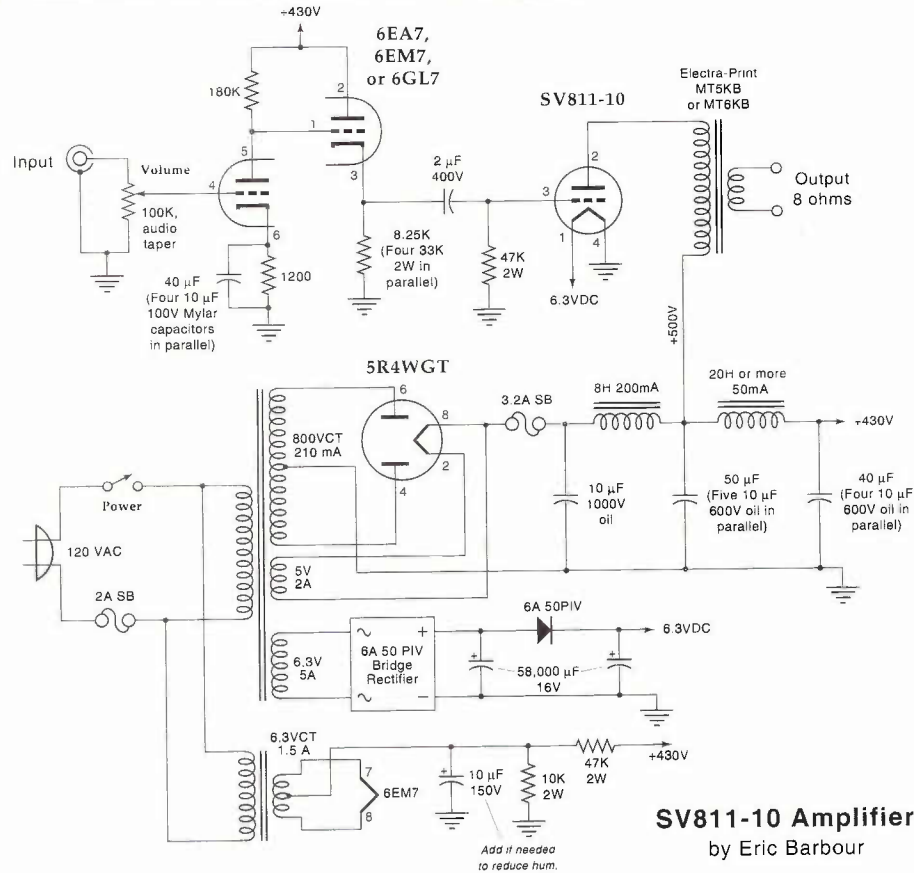 +430V
6EA7,
6EM7,
or 6GL7
180K
2
1
3
5
4
6
Input
Volume
100K,
audio
taper
40 µF
(Four 10 µF
100V Mylar
capacitors
in parallel)
1200
8.25K
(Four 33K
2W in
parallel)
2 µF
400V
47K
2W
SV811-10
2
3
1
4
6.3VDC
Electra-Print
MT5KB
or MT6KB
Output
8 ohms
+500V
5R4WGT
6
8
2
4
800VCT
210 mA
3.2A SB
8H 200mA
20H or more
50mA
+430V
10 µF
1000V
oil
50 µF
(Five 10 µF
600V oil in
parallel)
40 µF
(Four 10 µF
600V oil in
parallel)
Power
120 VAC
2A SB
5V
2A
6.3V
5A
~
~
+
−
6A 50 PIV
Bridge
Rectifier
6A 50PIV
6.3VDC
+
+
58,000 µF
16V
6.3VCT
1.5 A
7
8
6EM7
+
10 µF
150V
10K
2W
47K
2W
+430V
Add if needed
to reduce hum.
SV811-10 Amplifier
by Eric Barbour